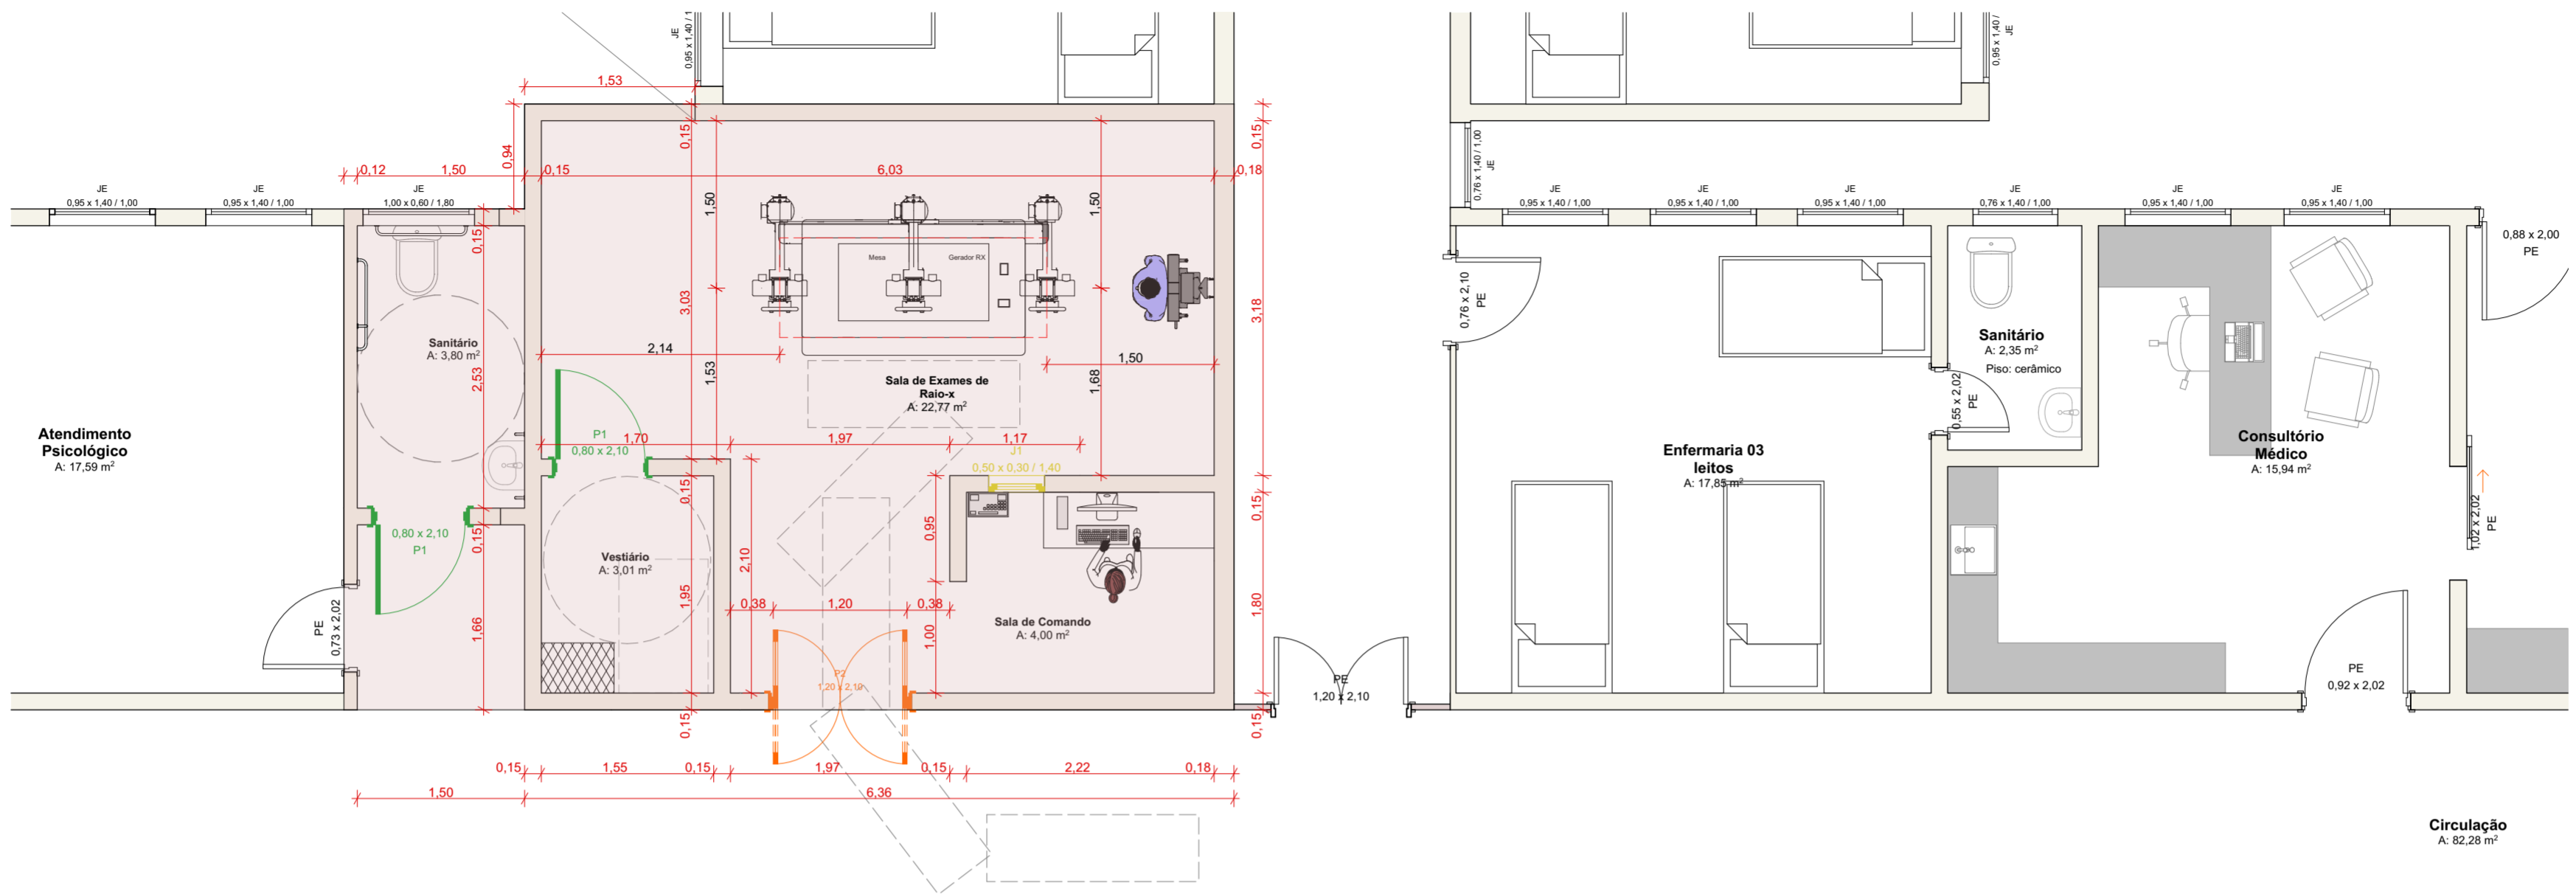 JE
0,95 x 1,40 / 1
1,53
0,15
0,15
0,94
0,12
1,50
0,15
6,03
0,18
JE
0,95 x 1,40 / 1,00
JE
0,95 x 1,40 / 1,00
JE
1,00 x 0,60 / 1,80
1,50
1,50
0,15
Mesa
Gerador RX
3,03
3,18
Sanitário
A: 3,80 m²
2,53
2,14
1,53
1,50
1,68
Sala de Exames de
Raio-x
A: 22,77 m²
Atendimento
Psicológico
A: 17,59 m²
P1
0,80 x 2,10
1,70
1,97
1,17
J1
0,50 x 0,30 / 1,40
0,15
0,15
0,80 x 2,10
P1
0,15
0,95
Vestiário
A: 3,01 m²
2,10
1,95
0,38
1,20
0,38
1,80
PE
0,73 x 2,02
1,66
1,00
Sala de Comando
A: 4,00 m²
P2
1,20 x 2,10
0,15
0,15
0,15
1,55
0,15
1,97
0,15
2,22
0,18
1,50
6,36
PE
1,20 x 2,10
0,95 x 1,40 /
JE
0,76 x 1,40 / 1,00
JE
JE
0,95 x 1,40 / 1,00
JE
0,95 x 1,40 / 1,00
JE
0,95 x 1,40 / 1,00
JE
0,76 x 1,40 / 1,00
JE
0,95 x 1,40 / 1,00
JE
0,95 x 1,40 / 1,00
0,88 x 2,00
PE
0,76 x 2,10
PE
Sanitário
A: 2,35 m²
Piso: cerâmico
0,55 x 2,02
PE
Enfermaria 03
leitos
A: 17,85 m²
Consultório
Médico
A: 15,94 m²
1,02 x 2,02
PE
PE
0,92 x 2,02
Circulação
A: 82,28 m²